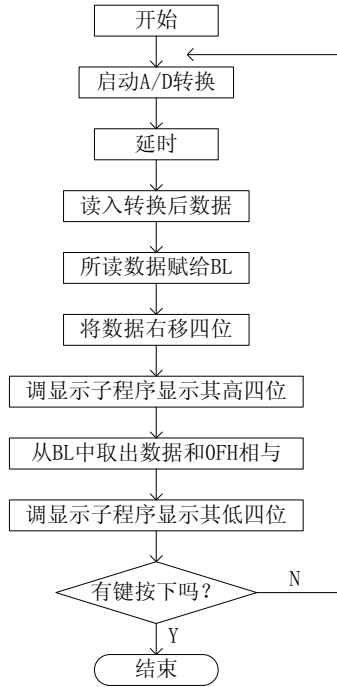 开始
启动A/D转换
延时
读入转换后数据
所读数据赋给BL
将数据右移四位
调显示子程序显示其高四位
从BL中取出数据和0FH相与
调显示子程序显示其低四位
有键按下吗?
N
Y
结束